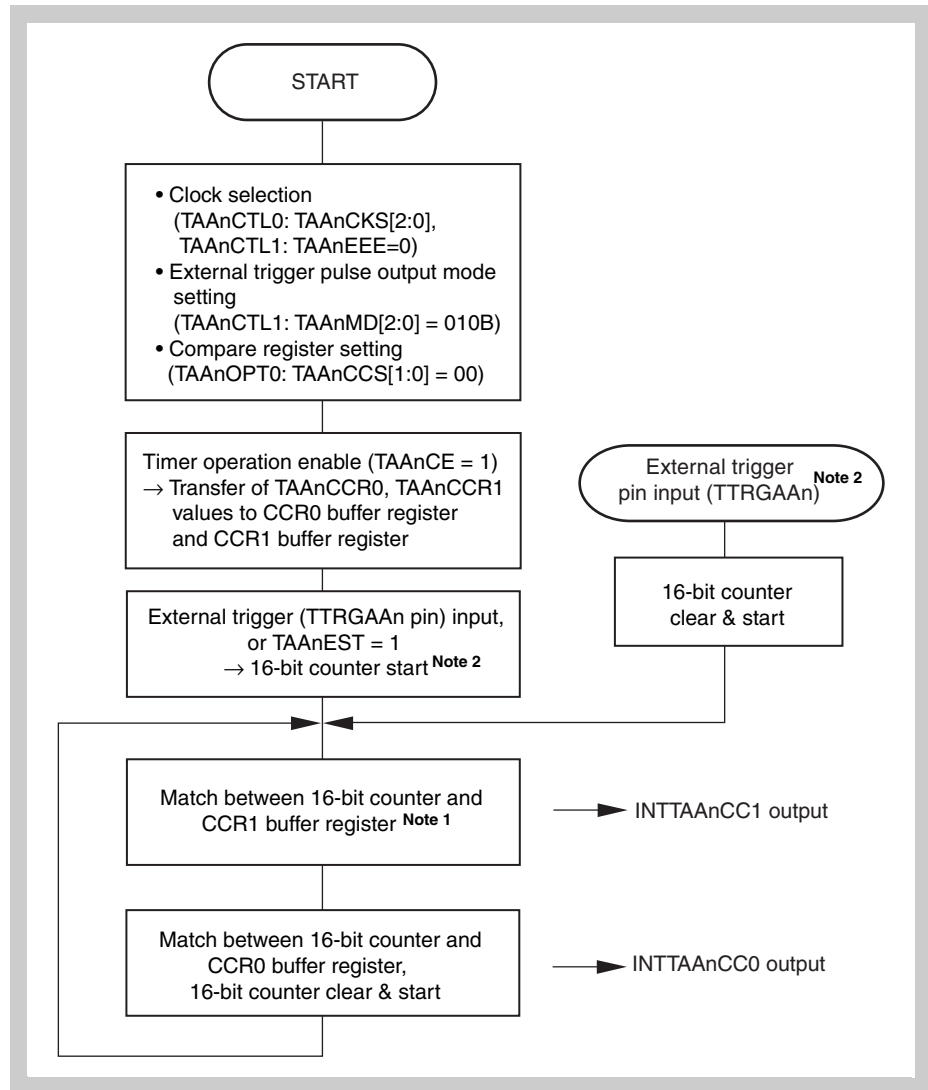 START
• Clock selection
(TAAnCTL0: TAAnCKS[2:0],
TAAnCTL1: TAAnEEE=0)
• External trigger pulse output mode
setting
(TAAnCTL1: TAAnMD[2:0] = 010B)
• Compare register setting
(TAAnOPT0: TAAnCCS[1:0] = 00)
Timer operation enable (TAAnCE = 1)
→ Transfer of TAAnCCR0, TAAnCCR1
values to CCR0 buffer register
and CCR1 buffer register
External trigger
pin input (TTRGAAn) Note 2
16-bit counter
clear & start
External trigger (TTRGAAn pin) input,
or TAAnEST = 1
→ 16-bit counter start Note 2
Match between 16-bit counter and
CCR1 buffer register Note 1
INTTAAnCC1 output
Match between 16-bit counter and
CCR0 buffer register,
16-bit counter clear & start
INTTAAnCC0 output